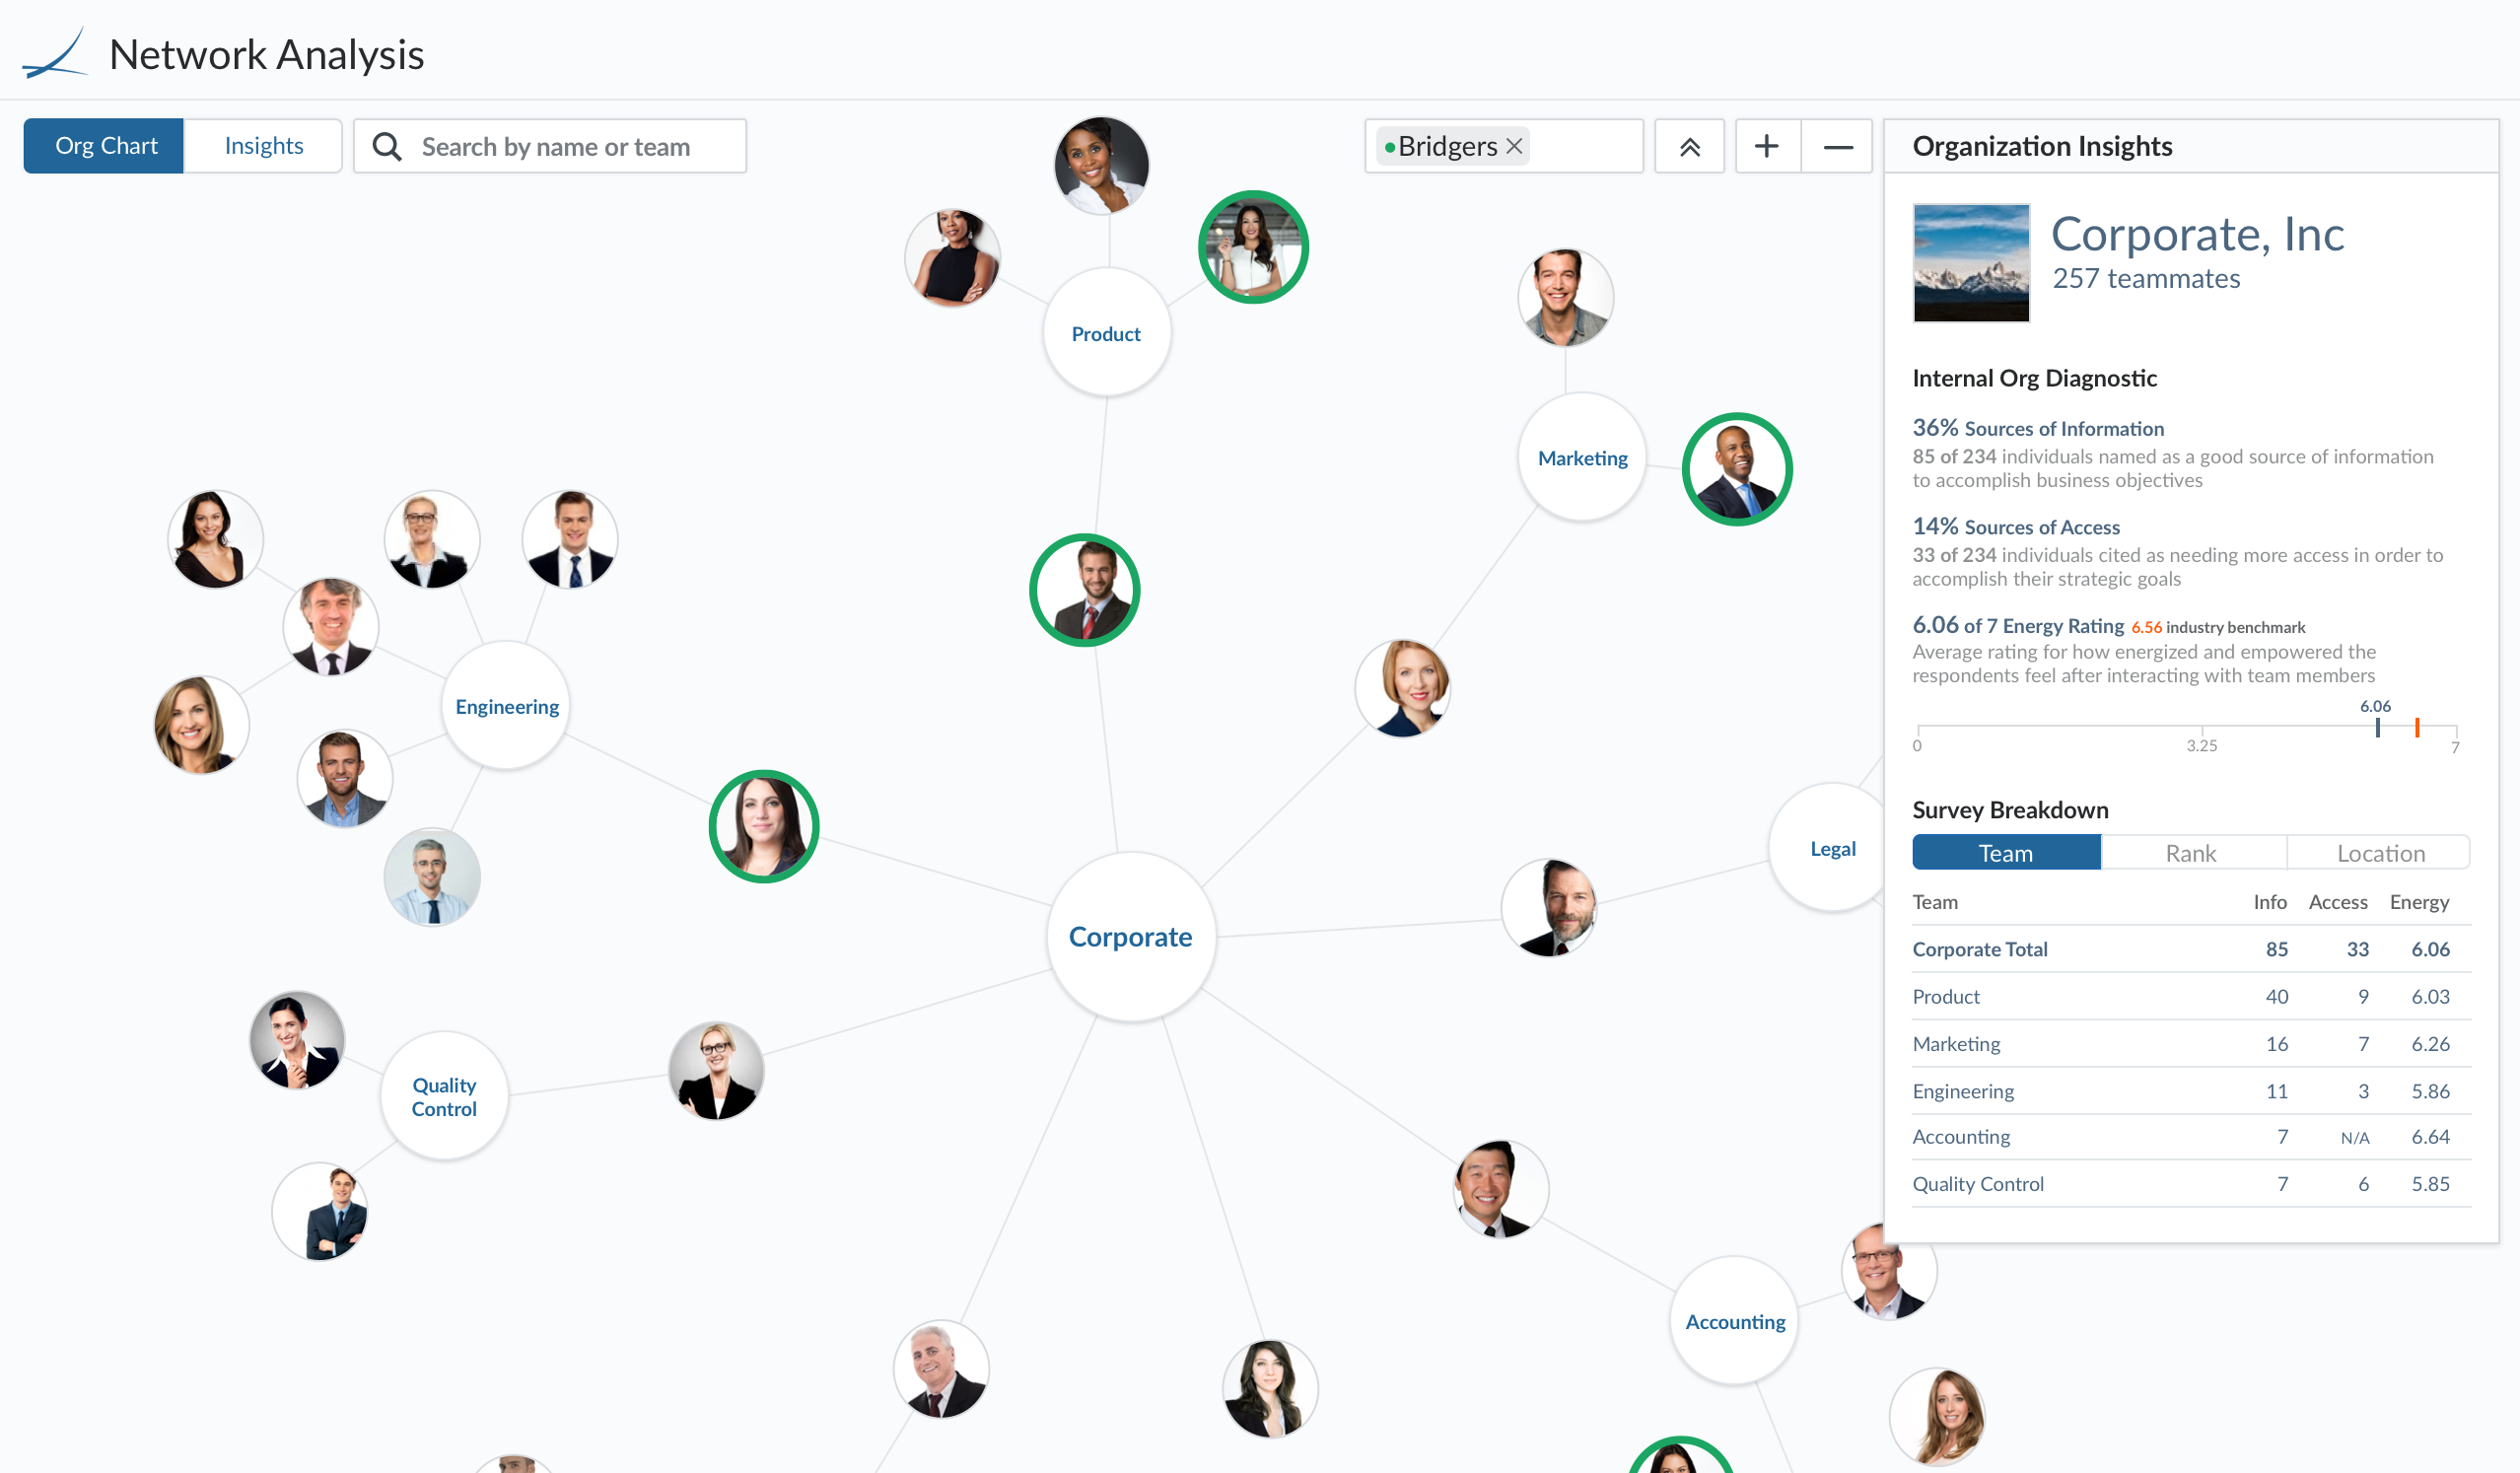 Network Analysis
Org Chart
Insights
Search by name or team
Bridgers
Product
Marketing
Engineering
Corporate
Legal
Quality
Control
Accounting
Organization Insights
Corporate, Inc
257 teammates
Internal Org Diagnostic
36% Sources of Information
85 of 234 individuals named as a good source of information
to accomplish business objectives
14% Sources of Access
33 of 234 individuals cited as needing more access in order to
accomplish their strategic goals
6.06 of 7 Energy Rating 6.56 industry benchmark
Average rating for how energized and empowered the
respondents feel after interacting with team members
6.06
0 3.25 7
Survey Breakdown
Team Rank Location
Team Info Access Energy
Corporate Total 85 33 6.06
Product 40 9 6.03
Marketing 16 7 6.26
Engineering 11 3 5.86
Accounting 7 N/A 6.64
Quality Control 7 6 5.85